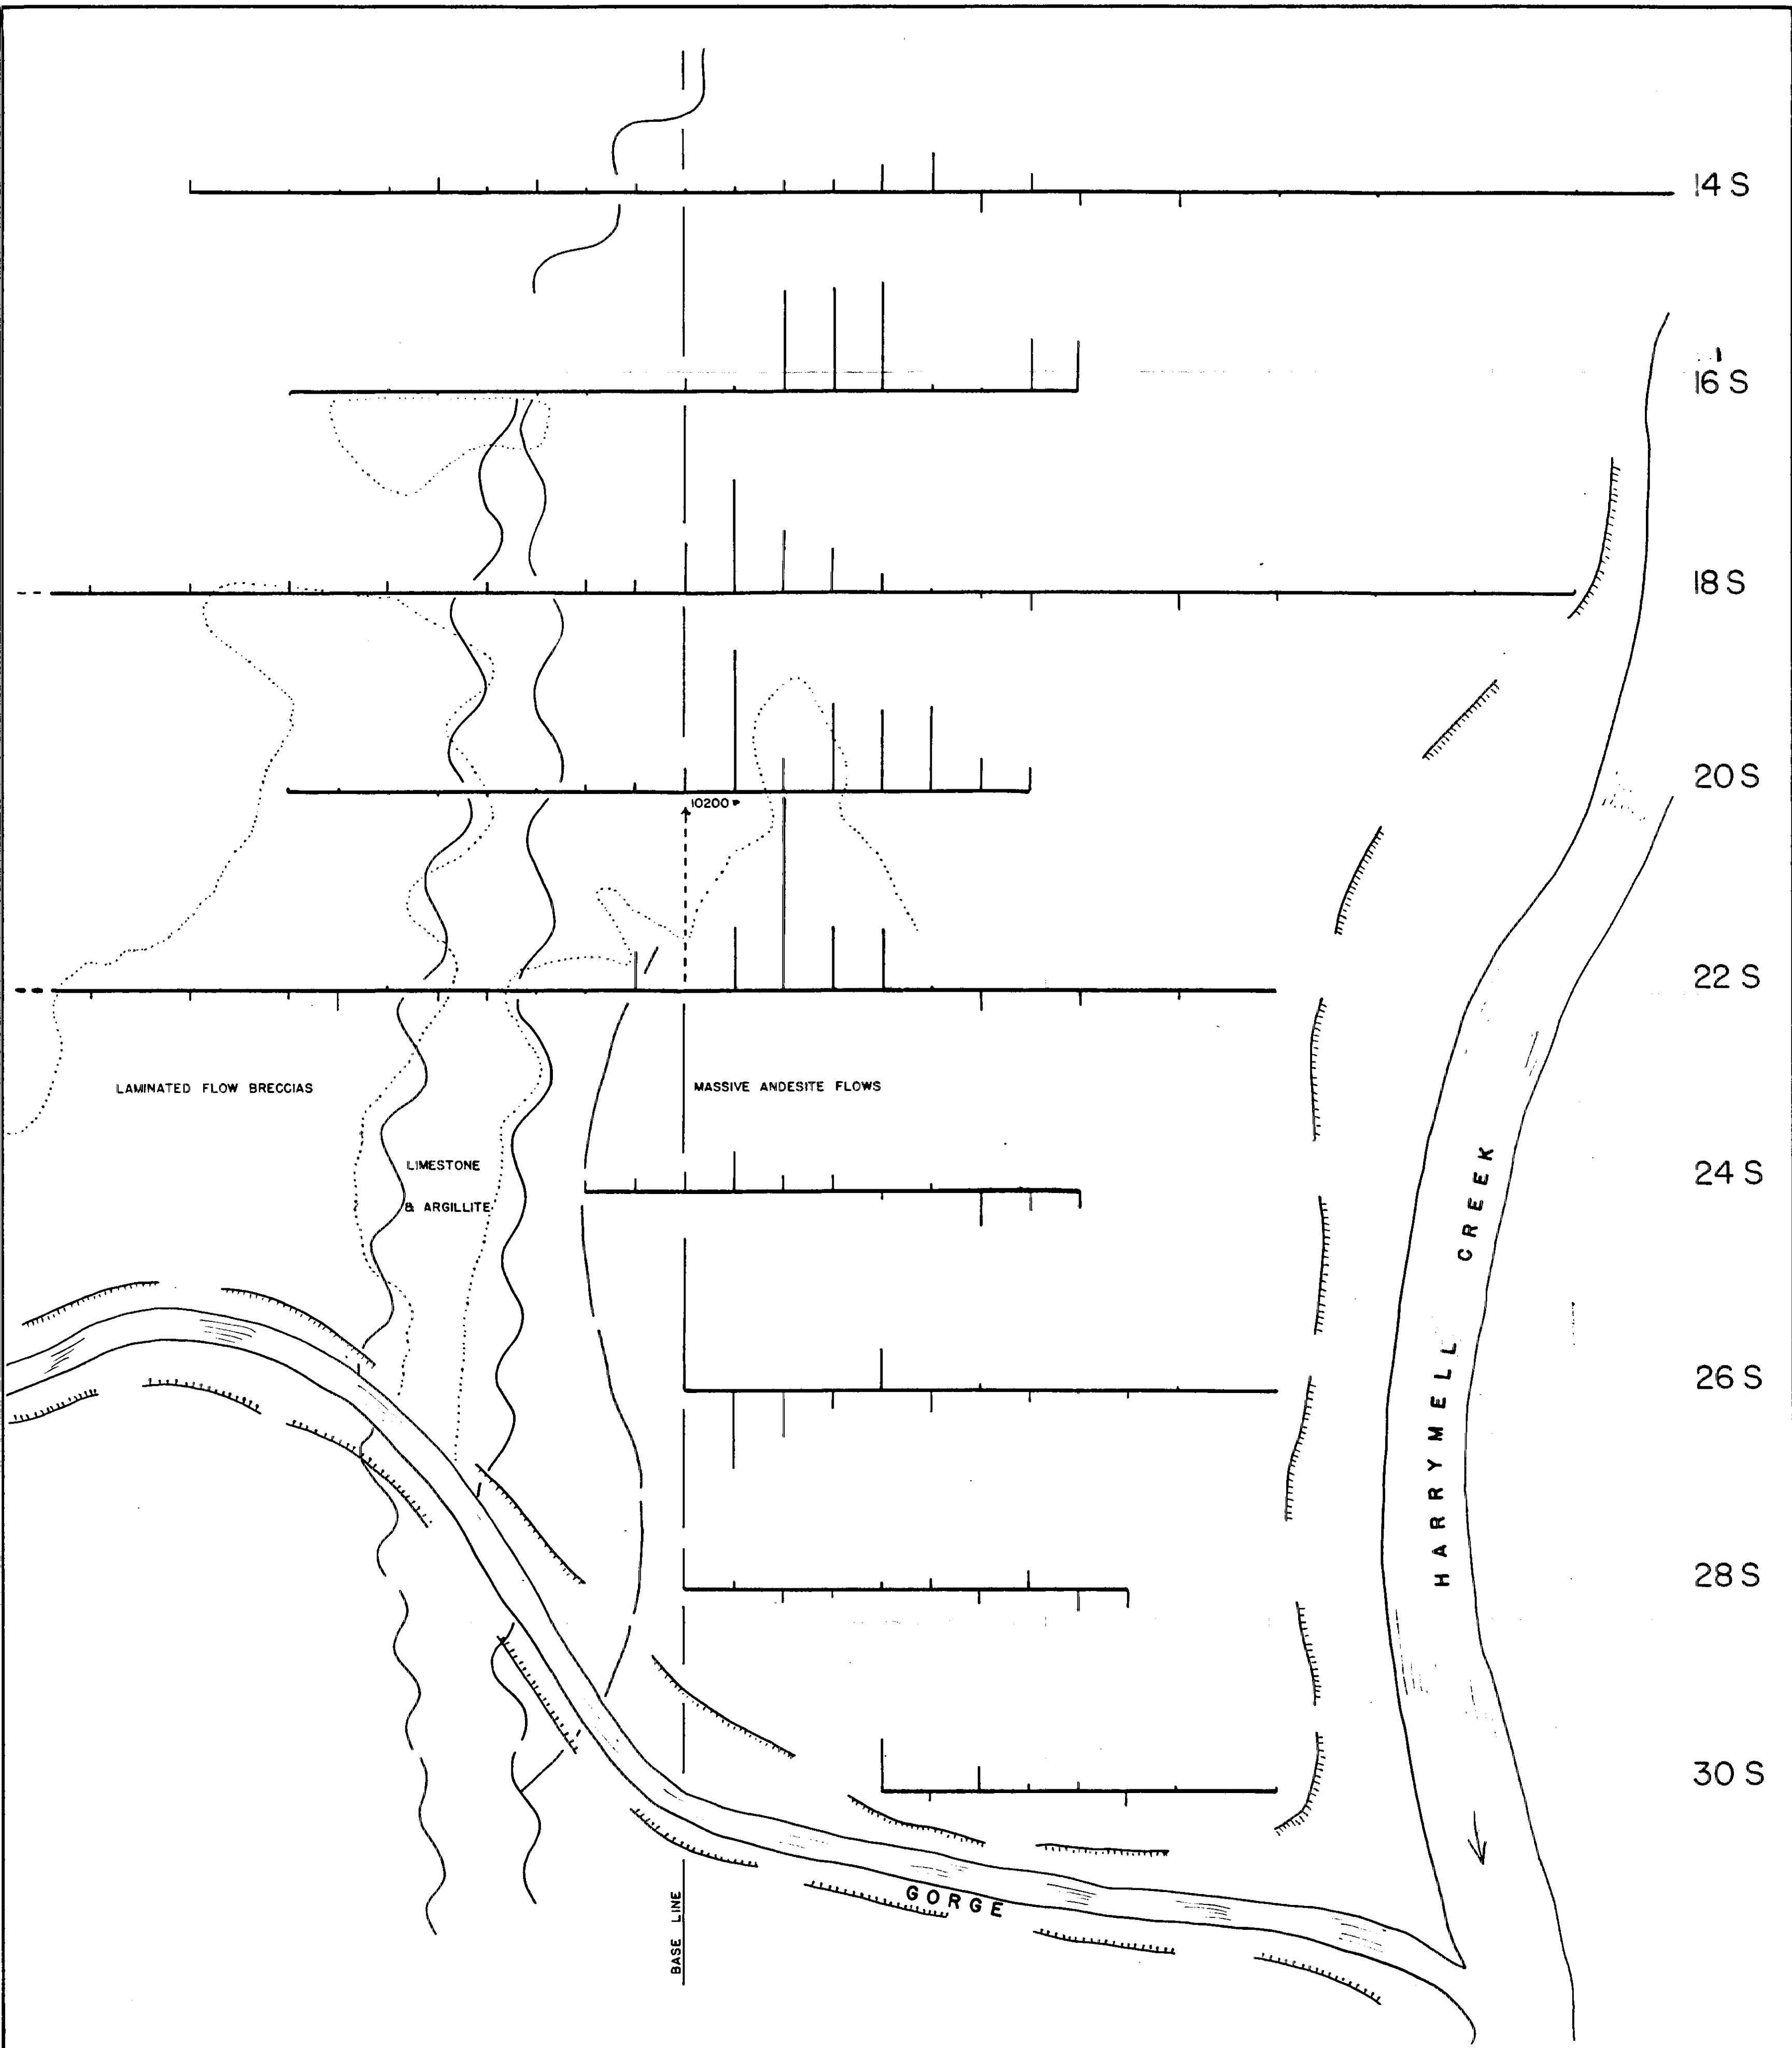 14 S
16 S
18 S
20 S
10200
22 S
LAMINATED FLOW BRECCIAS
MASSIVE ANDESITE FLOWS
LIMESTONE
& ARGILLITE
24 S
HARRYMELL CREEK
26 S
28 S
30 S
GORGE
BASE LINE